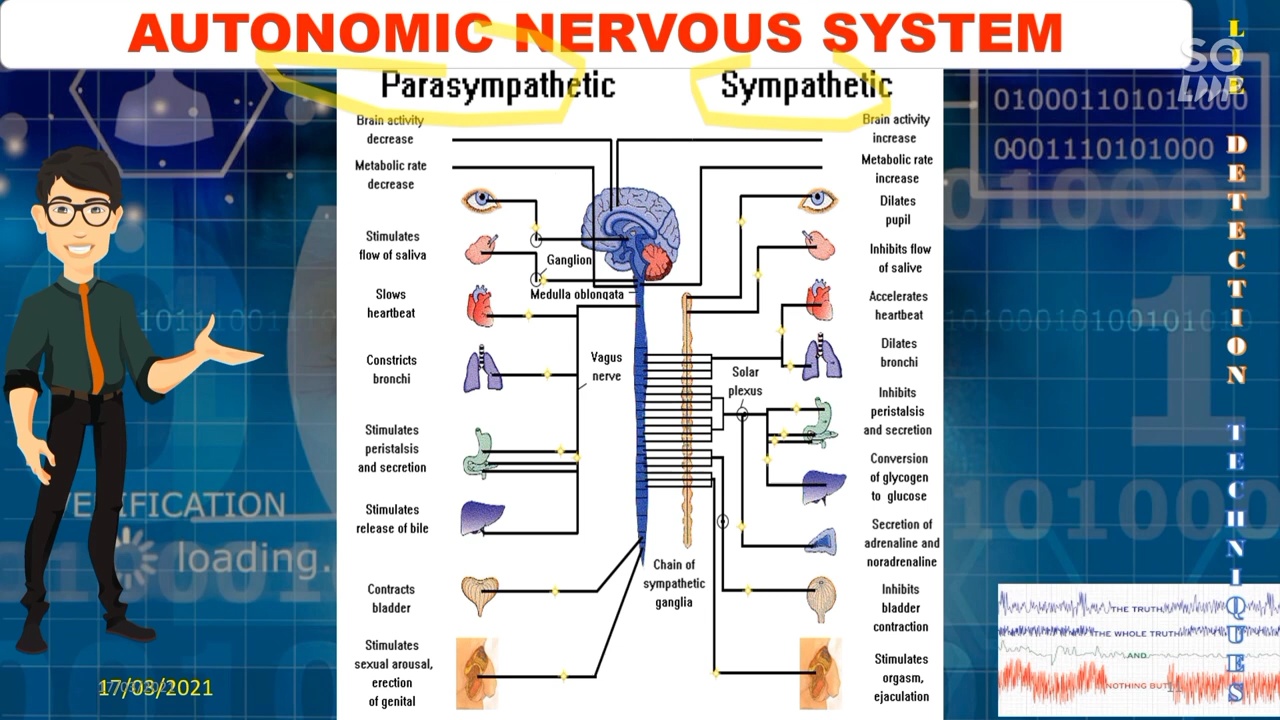 AUTONOMIC NERVOUS SYSTEM
SO
LIE DETECTION TECHNIQUES
Parasympathetic
Sympathetic
Brain activity
decrease
Metabolic rate
decrease
Stimulates
flow of saliva
Slows
heartbeat
Constricts
bronchi
Stimulates
peristalsis
and secretion
Stimulates
release of bile
Contracts
bladder
Stimulates
sexual arousal,
erection
of genital
Ganglion
Medulla oblongata
Vagus
nerve
Solar
plexus
Chain of
sympathetic
ganglia
Brain activity
increase
Metabolic rate
increase
Dilates
pupil
Inhibits flow
of salive
Accelerates
heartbeat
Dilates
bronchi
Inhibits
peristalsis
and secretion
Conversion
of glycogen
to glucose
Secretion of
adrenaline and
noradrenaline
Inhibits
bladder
contraction
Stimulates
orgasm,
ejaculation
0001110101000
loading.
THE TRUTH
THE WHOLE TRUTH
AND
NOTHING BUT
17/03/2021
11